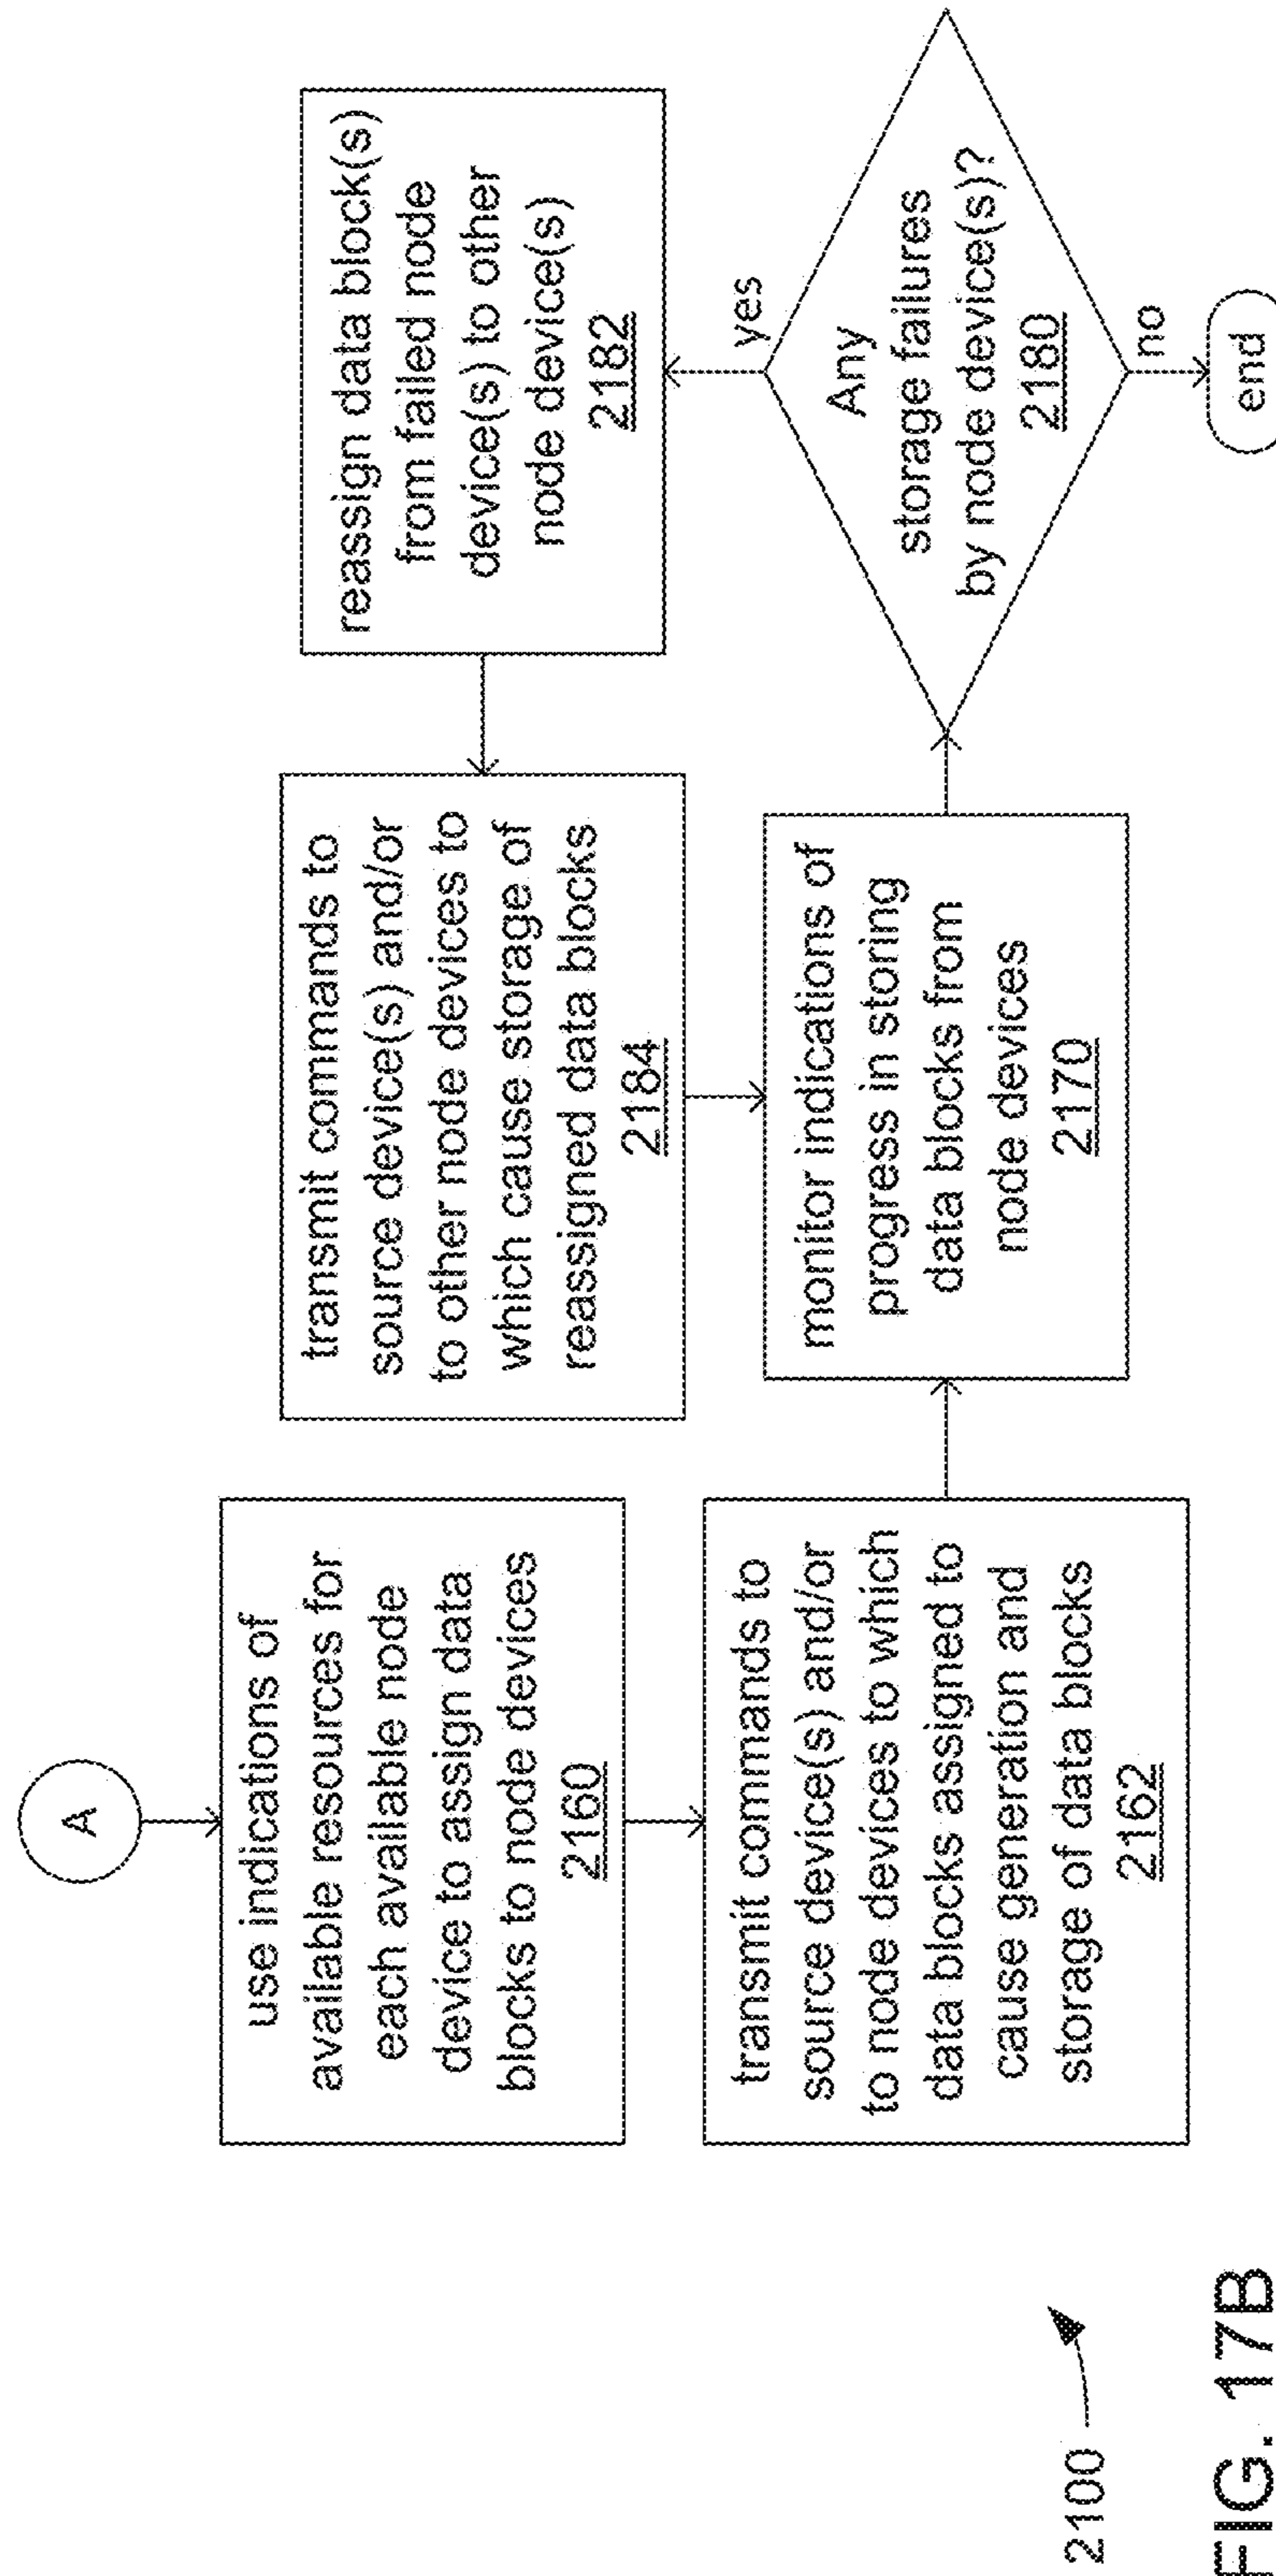 A
use indications of
available resources for
each available node
device to assign data
blocks to node devices
2160
transmit commands to
source device(s) and/or
to node devices to which
data blocks assigned to
cause generation and
storage of data blocks
2162
transmit commands to
source device(s) and/or
to other node devices to
which cause storage of
reassigned data blocks
2184
monitor indications of
progress in storing
data blocks from
node devices
2170
reassign data block(s)
from failed node
device(s) to other
node device(s)
2182
yes
Any
storage failures
by node device(s)?
2180
no
end
2100
FIG. 17B